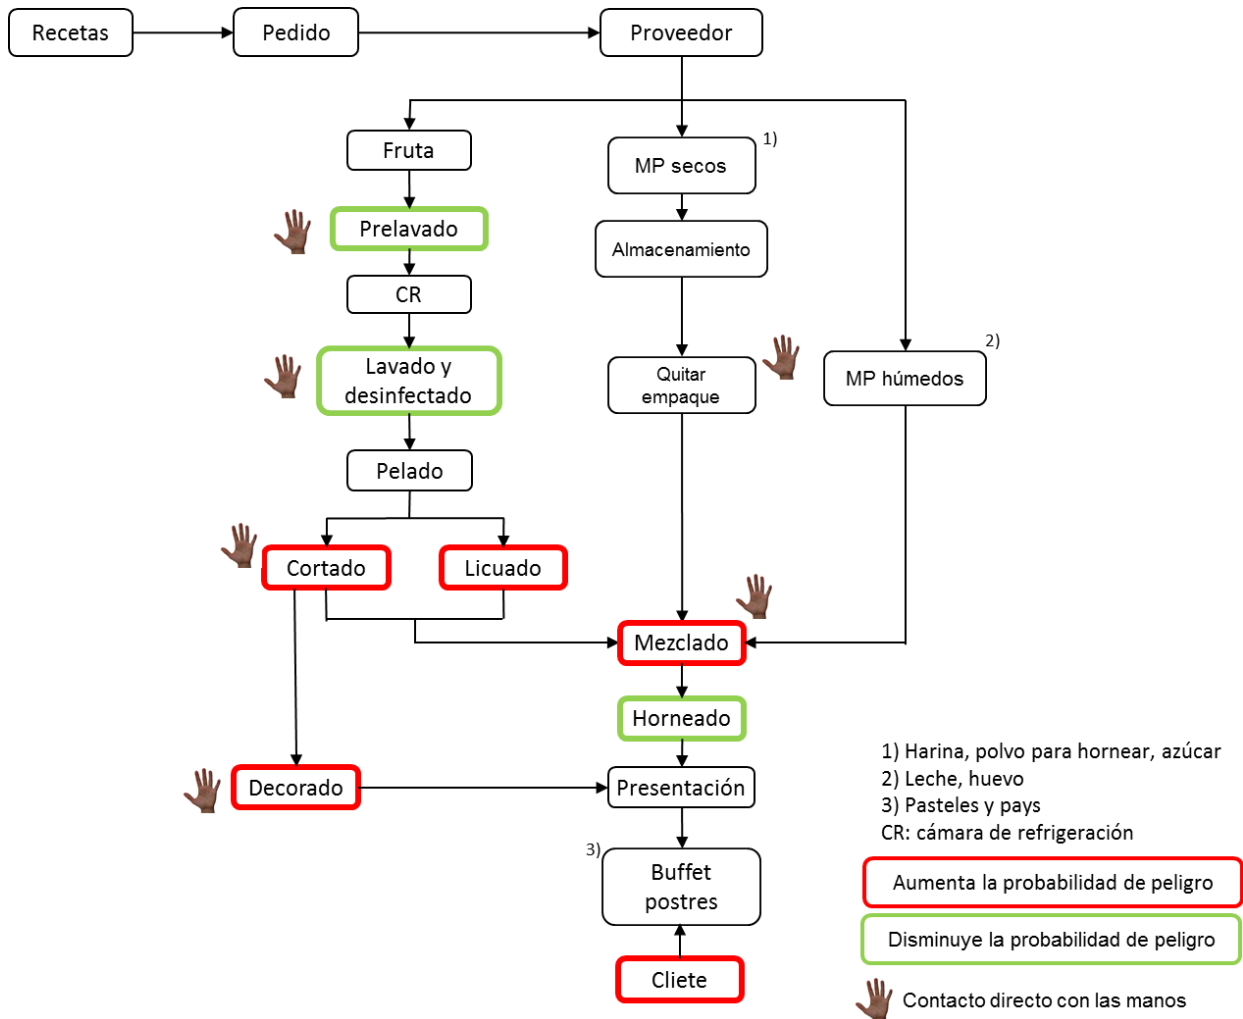 Recetas
Pedido
Proveedor
Fruta
1)
MP secos
Prelavado
Almacenamiento
CR
2)
Lavado y
desinfectado
Quitar
empaque
MP húmedos
Pelado
Cortado
Licuado
Mezclado
Horneado
Decorado
Presentación
3)
Buffet
postres
Cliete
1) Harina, polvo para hornear, azúcar
2) Leche, huevo
3) Pasteles y pays
CR: cámara de refrigeración
Aumenta la probabilidad de peligro
Disminuye la probabilidad de peligro
Contacto directo con las manos